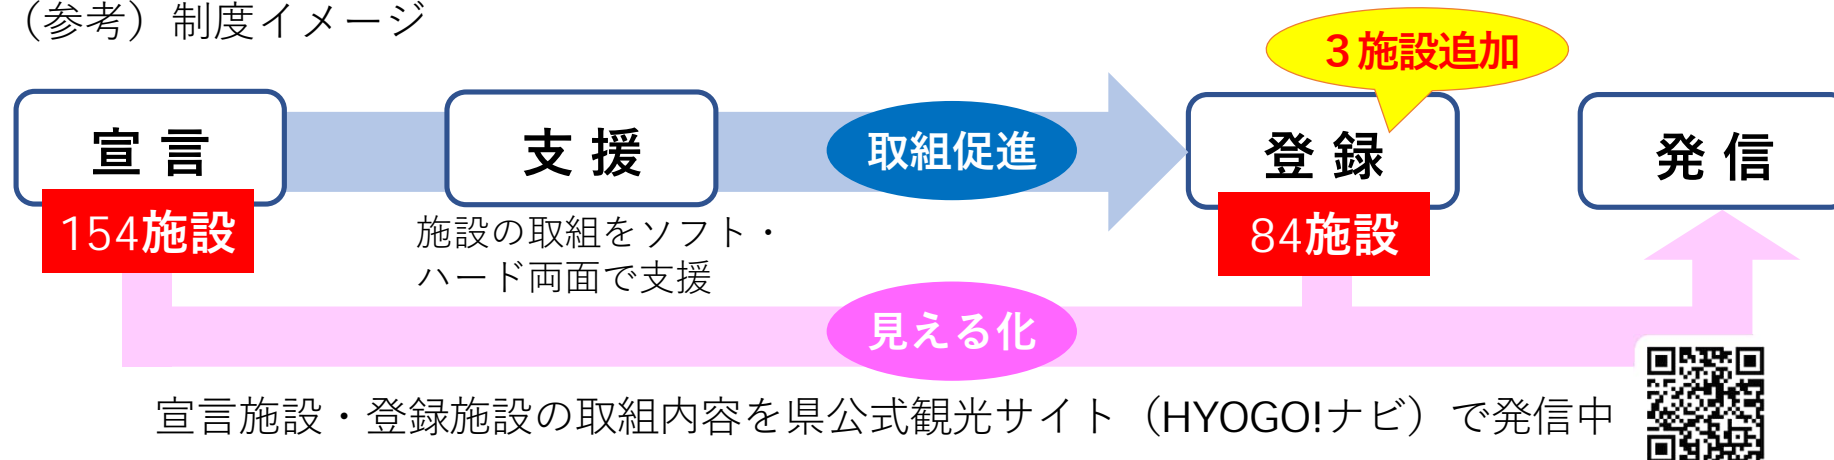 （参考）制度イメージ
３施設追加
宣 言
支 援
取組促進
登 録
発 信
154施設
施設の取組をソフト・
ハード両面で支援
84施設
見える化
宣言施設・登録施設の取組内容を県公式観光サイト（HYOGO!ナビ）で発信中